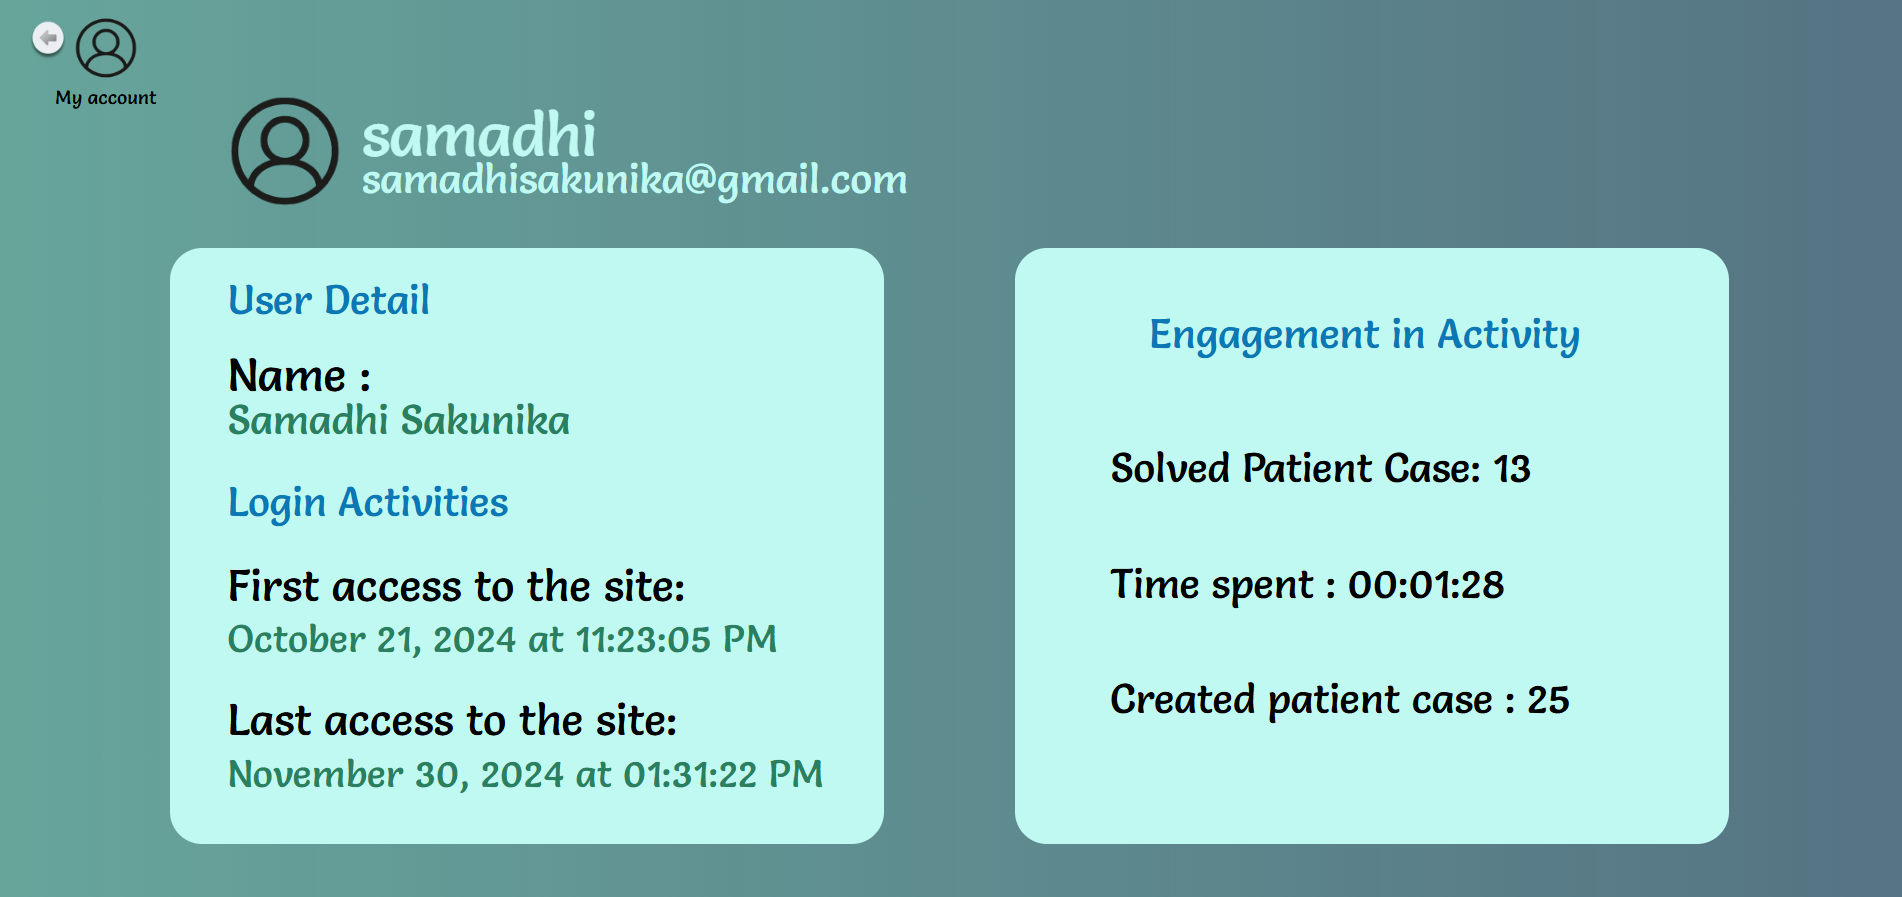 My account
samadhi
samadhisakunika@gmail.com
User Detail
Name :
Samadhi Sakunika
Login Activities
First access to the site:
October 21, 2024 at 11:23:05 PM
Last access to the site:
November 30, 2024 at 01:31:22 PM
Engagement in Activity
Solved Patient Case: 13
Time spent : 00:01:28
Created patient case : 25